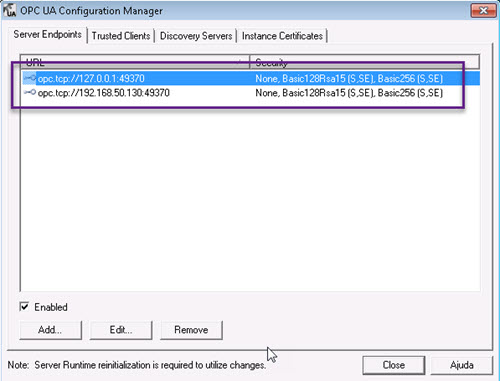 OPC UA Configuration Manager
Server Endpoints Trusted Clients Discovery Servers Instance Certificates
URL Security
opc.tcp://127.0.0.1:49370 None, Basic128Rsa15 (S,SE), Basic256 (S,SE)
opc.tcp://192.168.50.130:49370 None, Basic128Rsa15 (S,SE), Basic256 (S,SE)
Enabled
Add... Edit... Remove
Note: Server Runtime reinitialization is required to utilize changes. Close Ajuda